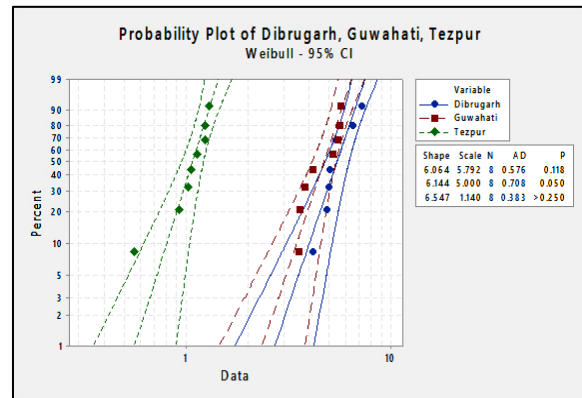 Probability Plot of Dibrugarh, Guwahati, Tezpur
Weibull - 95% CI
Percent
99
90
80
70
60
50
40
30
20
10
5
3
2
1
1
10
Data
Variable
Dibrugarh
Guwahati
Tezpur
Shape Scale N AD P
6.064 5.792 8 0.576 0.118
6.144 5.000 8 0.708 0.050
6.547 1.140 8 0.383 >0.250